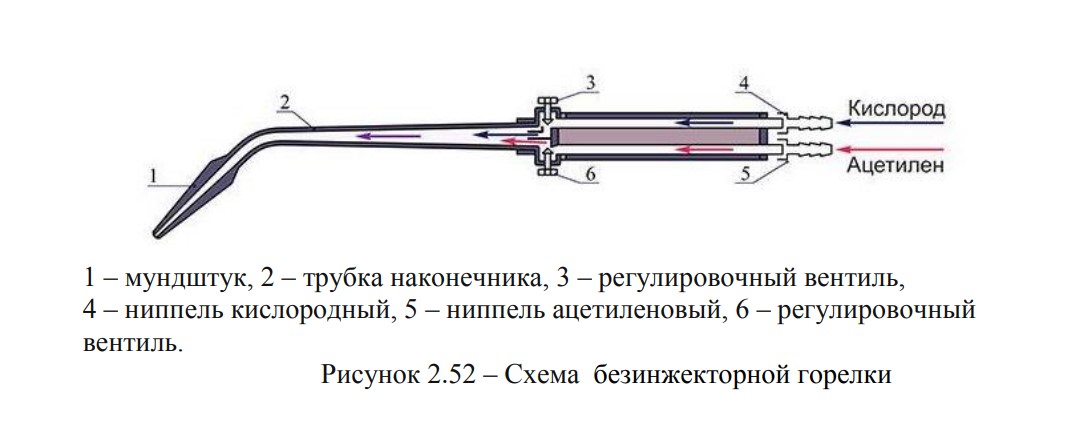 3
4
2
Кислород
1
6
5
Ацетилен
1 – мундштук, 2 – трубка наконечника, 3 – регулировочный вентиль,
4 – ниппель кислородный, 5 – ниппель ацетиленовый, 6 – регулировочный
вентиль.
Рисунок 2.52 – Схема безинжекторной горелки